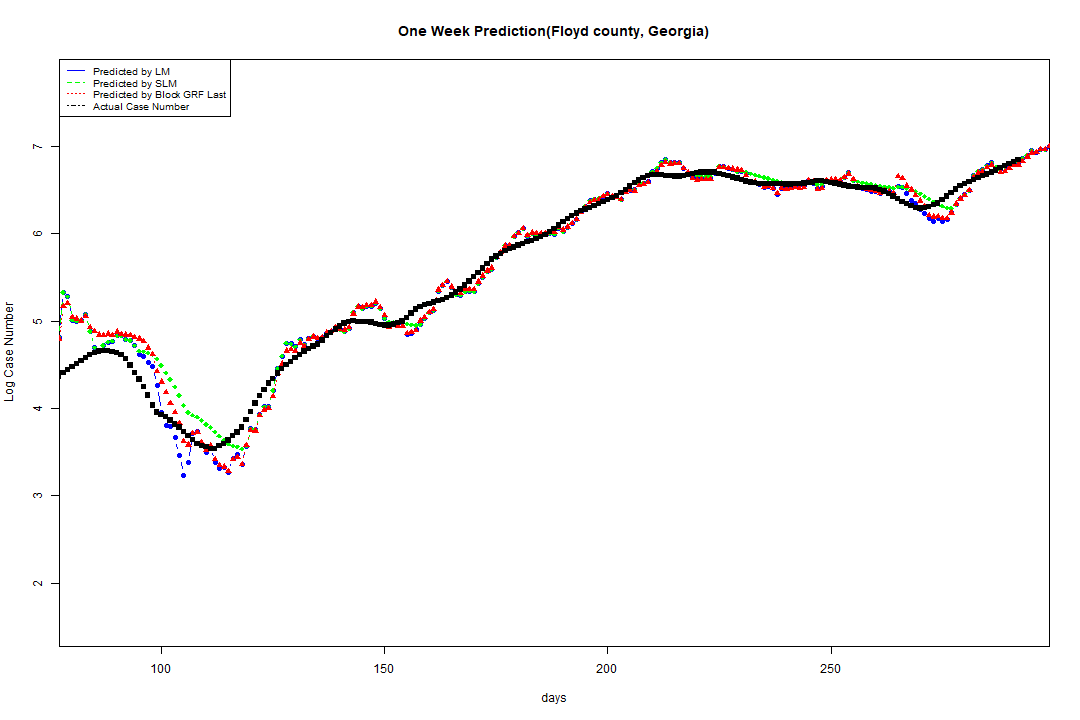 One Week Prediction(Floyd county, Georgia)
Predicted by LM
Predicted by SLM
Predicted by Block GRF Last
Actual Case Number
7
6
5
4
3
2
Log Case Number
100 150 200 250
days